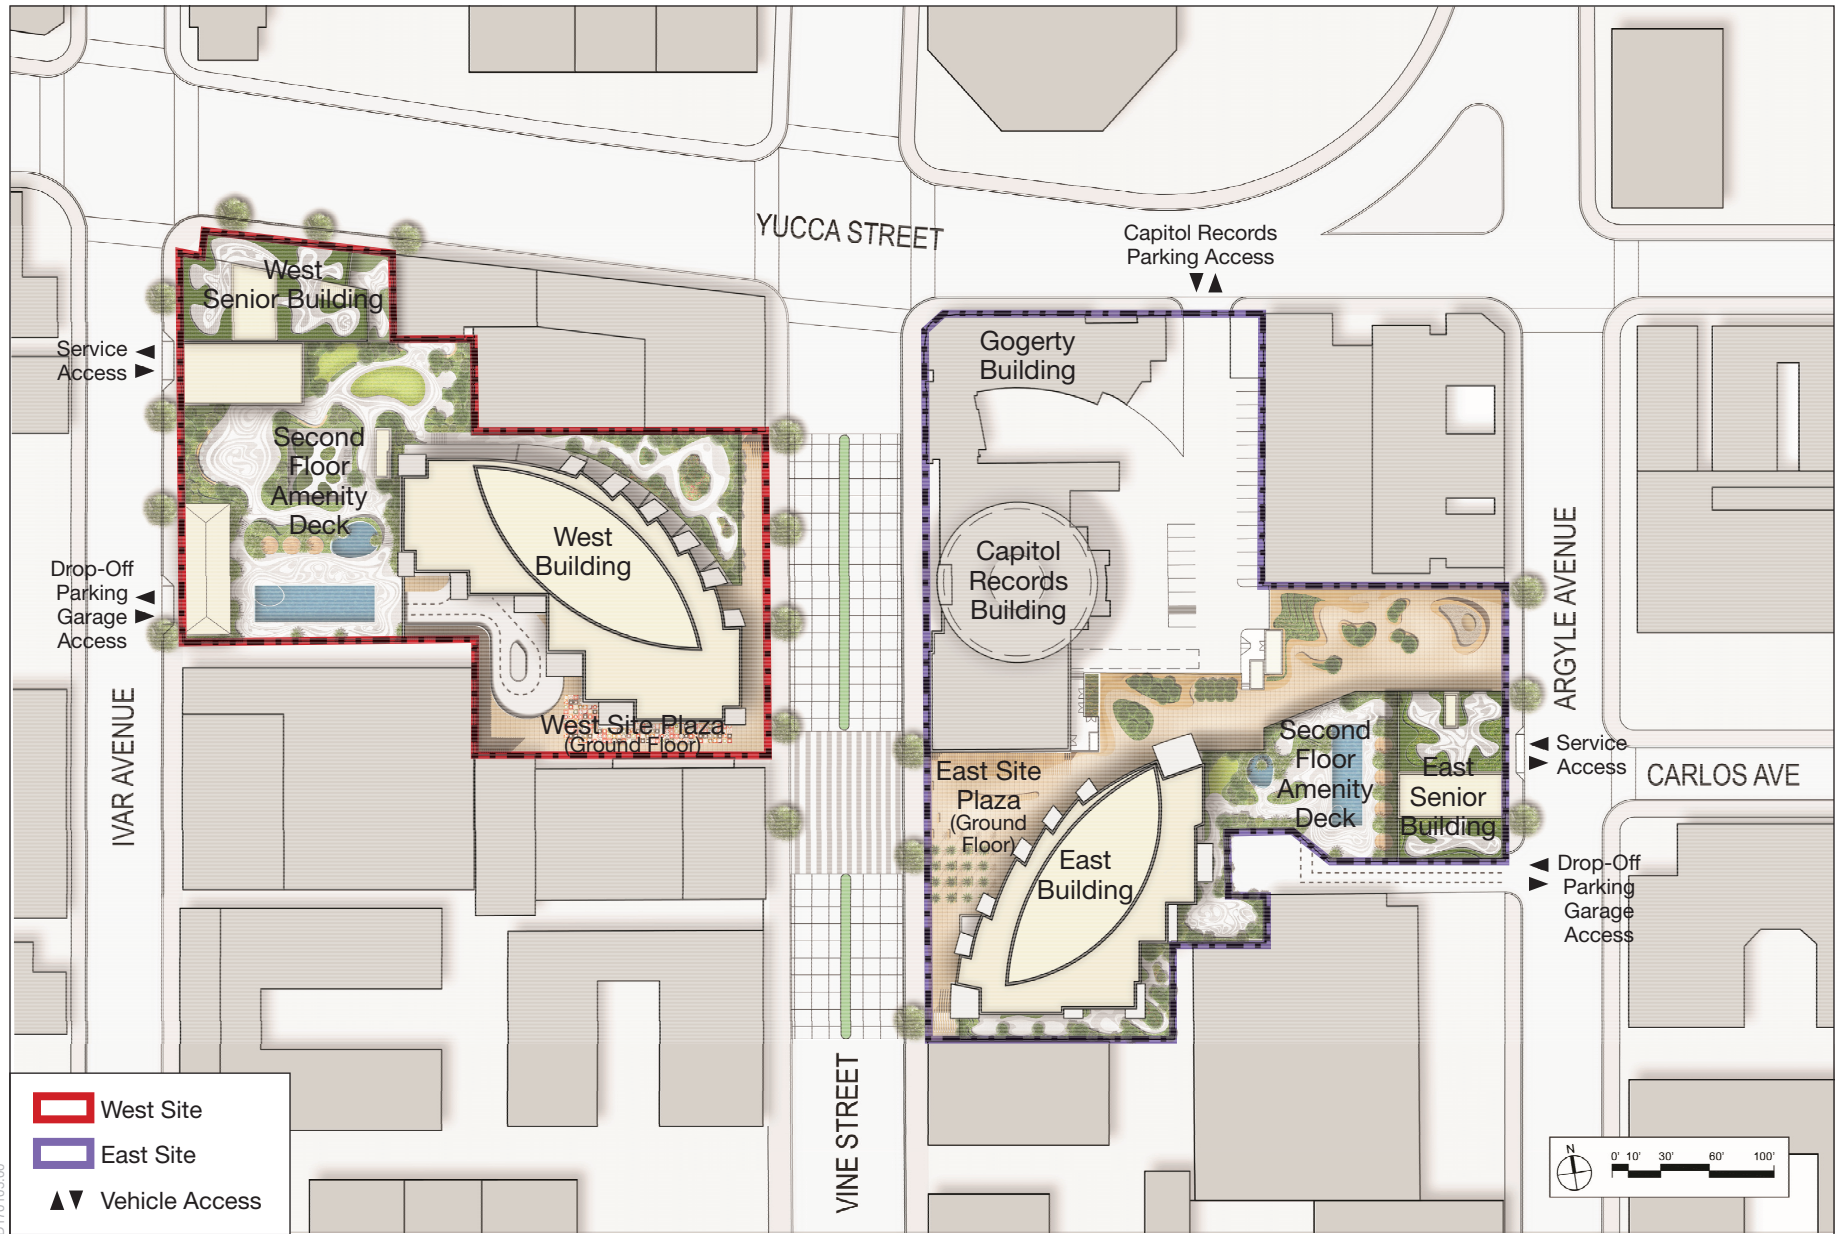 YUCCA STREET
Capitol Records
Parking Access
West
Senior Building
Service
Access
Gogerty
Building
Second
Floor
Amenity
Deck
West
Building
Capitol
Records
Building
Drop-Off
Parking
Garage
Access
ARGYLE AVENUE
IVAR AVENUE
West Site Plaza
(Ground Floor)
East Site
Plaza
(Ground
Floor)
Second
Floor
Amenity
Deck
East
Senior
Building
Service
Access
CARLOS AVE
East
Building
Drop-Off
Parking
Garage
Access
VINE STREET
West Site
East Site
Vehicle Access
N
0' 10' 30' 60' 100'